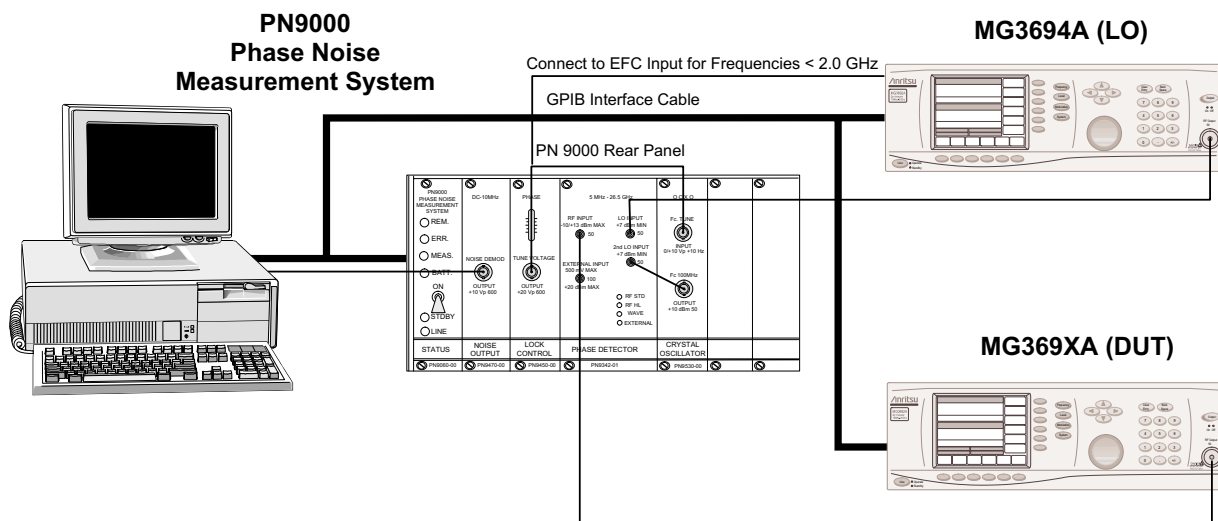 PN9000
Phase Noise
Measurement System
MG3694A (LO)
Connect to EFC Input for Frequencies < 2.0 GHz
GPIB Interface Cable
PN 9000 Rear Panel
PN9000
PHASE NOISE
MEASUREMENT
SYSTEM
REM.
ERR.
MEAS.
BATT.
ON
STDBY
LINE
STATUS
PN9060-00
DC-10MHz
NOISE DEMOD
OUTPUT
+10 Vp 600
NOISE
OUTPUT
PN9470-00
PHASE
TUNE VOLTAGE
OUTPUT
+20 Vp 600
LOCK
CONTROL
PN9450-00
5 MHz - 26.5 GHz
RF INPUT
-10/+13 dBm MAX
50
LO INPUT
+7 dBm MIN
50
2nd LO INPUT
+7 dBm MIN
50
EXTERNAL INPUT
500 mV MAX
100
+20 dBm MAX
RF STD
RF HL
WAVE
EXTERNAL
PHASE DETECTOR
PN9342-01
O C X O
Fc. TUNE
INPUT
0/+10 Vp +10 Hz
Fc 100MHz
OUTPUT
+10 dBm 50
CRYSTAL
OSCILLATOR
PN9530-00
/inritsu
MG369XA (DUT)
/inritsu